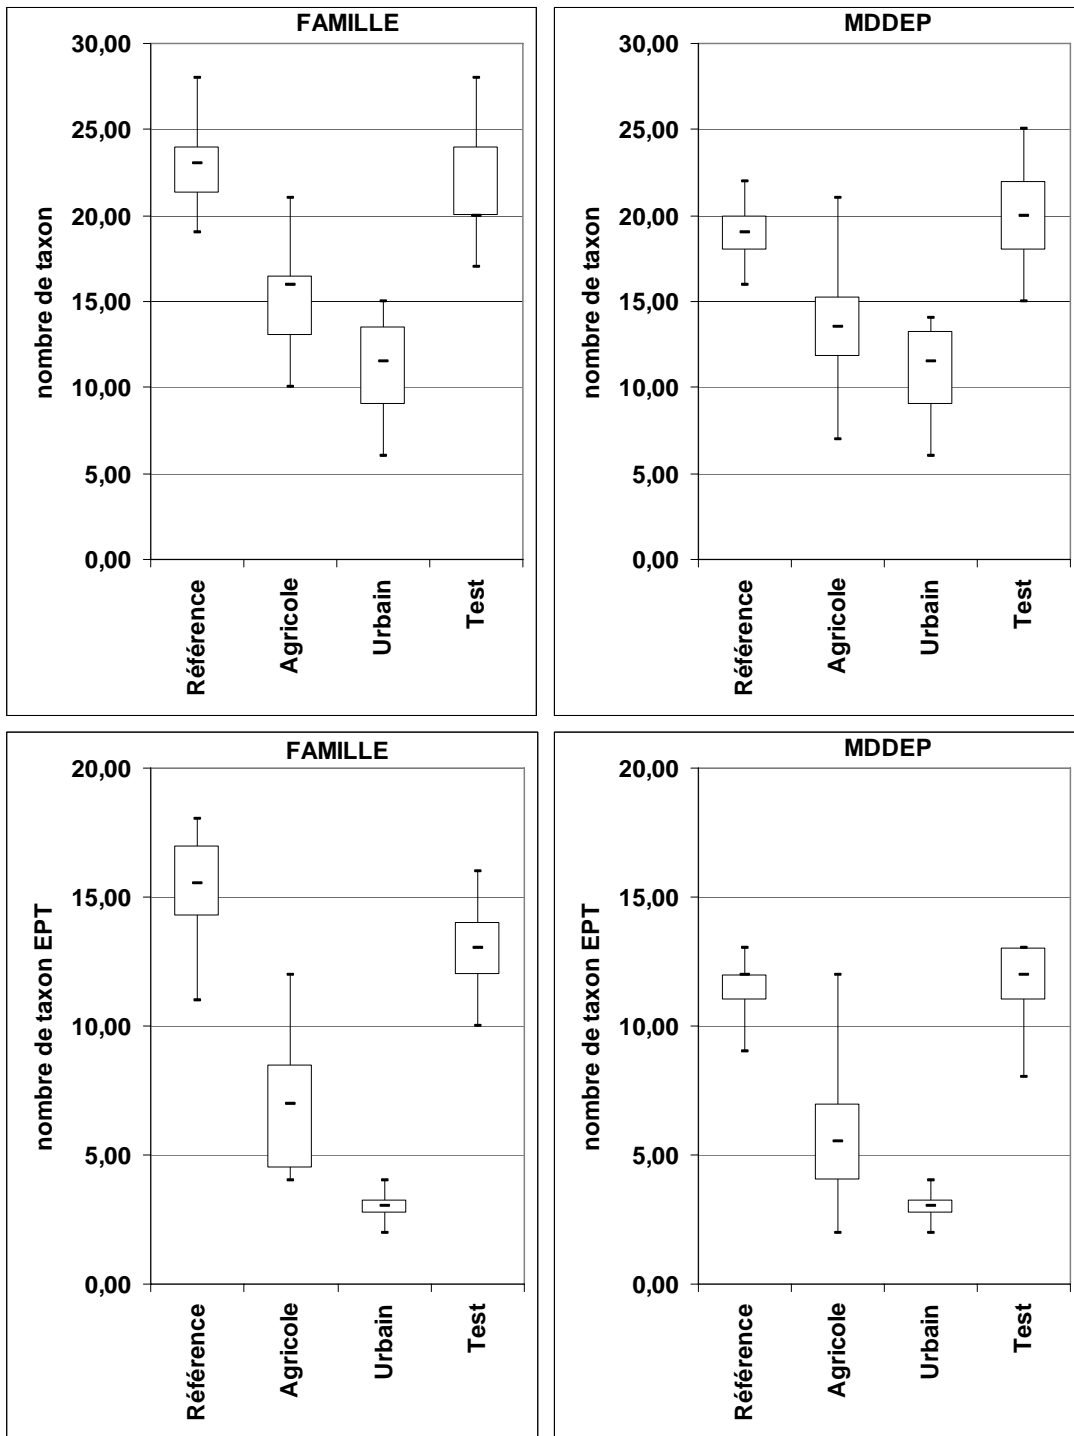 FAMILLE
nombre de taxon
30,00
25,00
20,00
15,00
10,00
5,00
0,00
Référence
Agricole
Urbain
Test
MDDEP
nombre de taxon
30,00
25,00
20,00
15,00
10,00
5,00
0,00
Référence
Agricole
Urbain
Test
FAMILLE
nombre de taxon EPT
20,00
15,00
10,00
5,00
0,00
Référence
Agricole
Urbain
Test
MDDEP
nombre de taxon EPT
20,00
15,00
10,00
5,00
0,00
Référence
Agricole
Urbain
Test